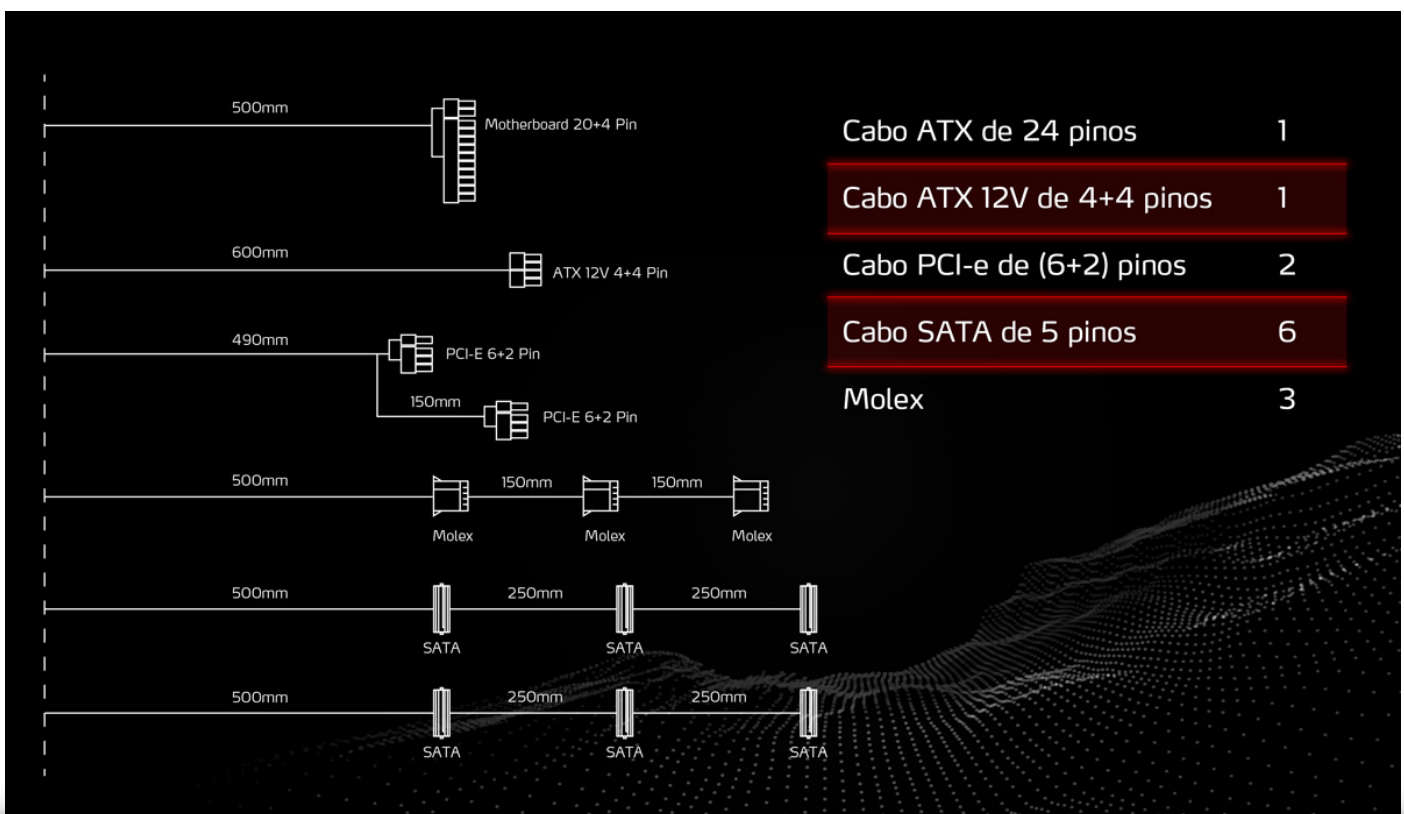 500mm
Motherboard 20+4 Pin
600mm
ATX 12V 4+4 Pin
490mm
PCI-E 6+2 Pin
150mm
PCI-E 6+2 Pin
500mm
150mm
150mm
Molex
Molex
Molex
500mm
250mm
250mm
SATA
SATA
SATA
500mm
250mm
250mm
SATA
SATA
SATA
Cabo ATX de 24 pinos 1
Cabo ATX 12V de 4+4 pinos 1
Cabo PCI-e de (6+2) pinos 2
Cabo SATA de 5 pinos 6
Molex 3